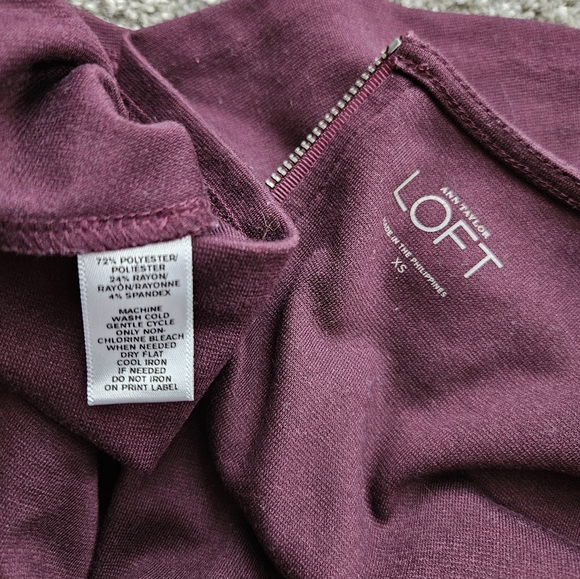 72% POLYESTER/
POLIÉSTER
24% RAYON/
RAYÓN/RAYONNE
4% SPANDEX
MACHINE
WASH COLD
GENTLE CYCLE
ONLY NON-
CHLORINE BLEACH
WHEN NEEDED
DRY FLAT
COOL IRON
IF NEEDED
DO NOT IRON
ON PRINT LABEL
ANN TAYLOR
LOFT
MADE IN THE PHILIPPINES
XS